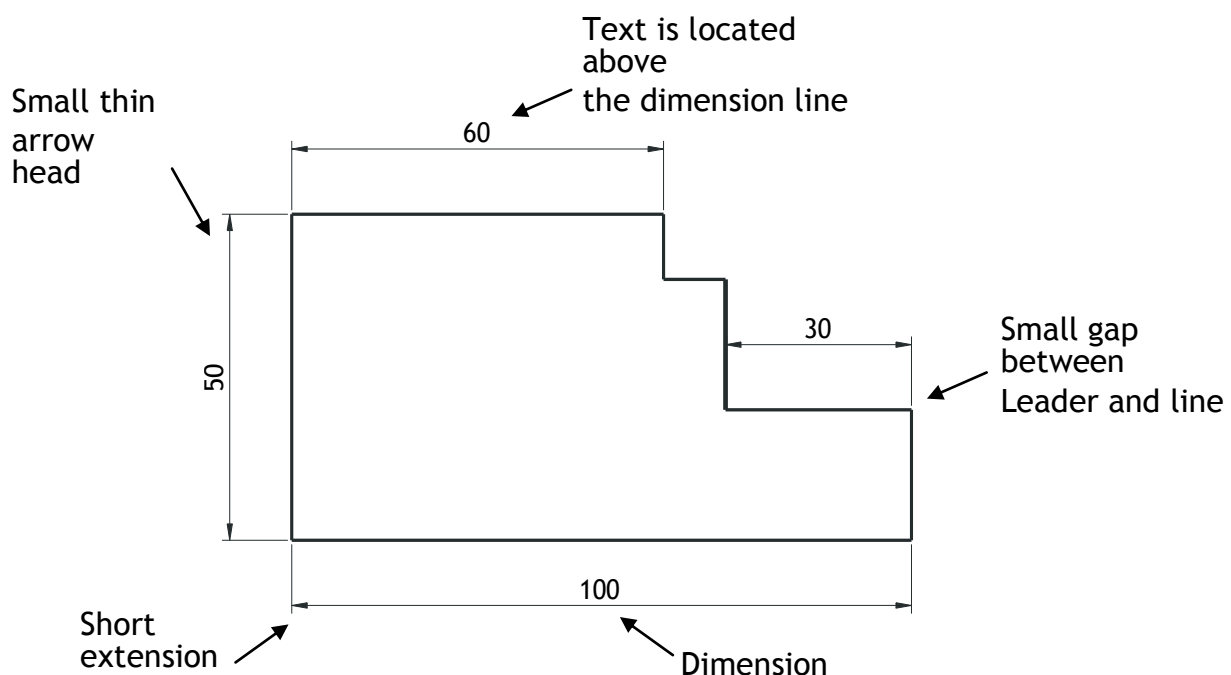 Text is located
above
the dimension line
Small thin
arrow
head
60
30
50
Small gap
between
Leader and line
100
Short
extension
Dimension